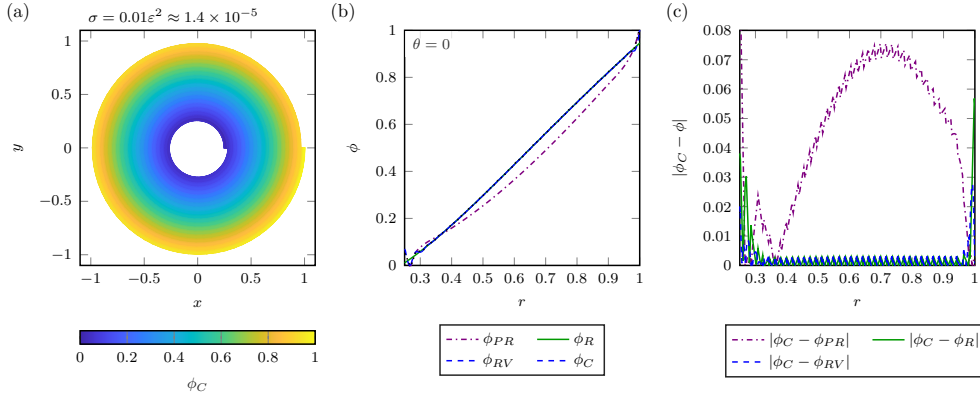 (a)
σ = 0.01ε² ≈ 1.4 × 10⁻⁵
1
0.5
0
−0.5
−1
y
−1 −0.5 0 0.5 1
x
0 0.2 0.4 0.6 0.8 1
ϕ_C
(b)
θ = 0
1
0.8
0.6
0.4
0.2
0
ϕ
0.3 0.4 0.5 0.6 0.7 0.8 0.9 1
r
ϕ_PR ϕ_R
ϕ_RV ϕ_C
(c)
0.08
0.07
0.06
0.05
0.04
0.03
0.02
0.01
0
|ϕ_C − ϕ|
0.3 0.4 0.5 0.6 0.7 0.8 0.9 1
r
|ϕ_C − ϕ_PR| |ϕ_C − ϕ_R|
|ϕ_C − ϕ_RV|